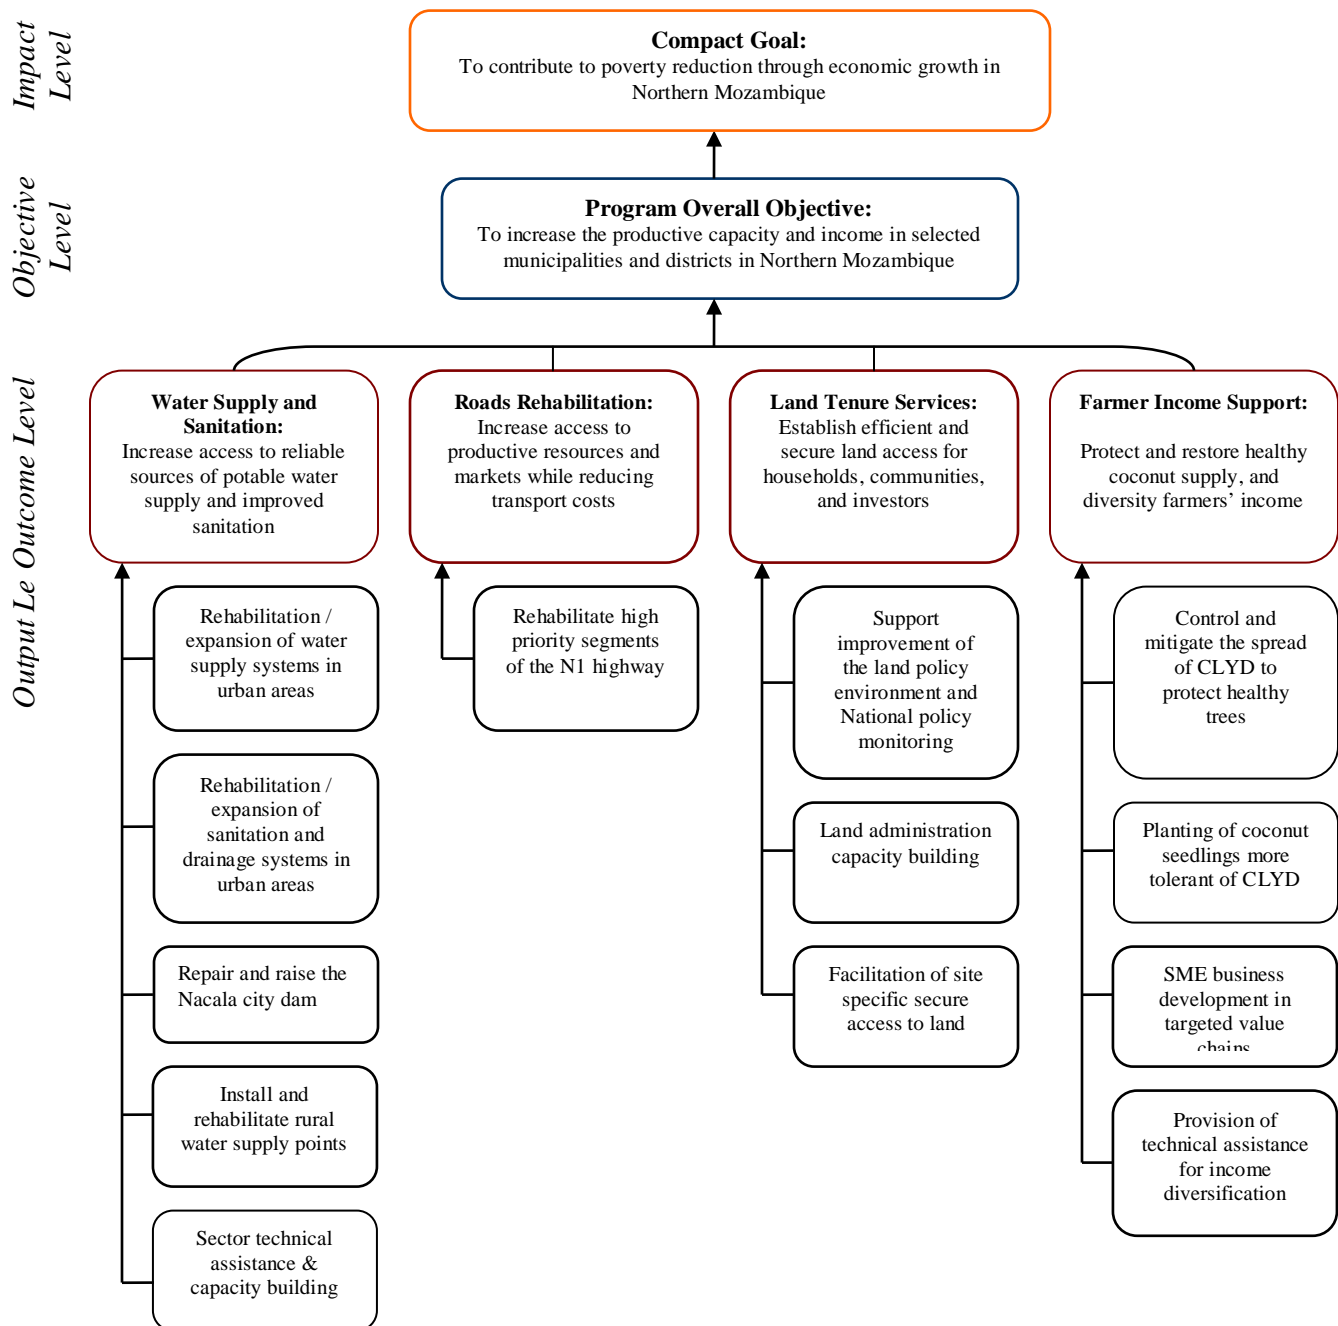 Impact
Level
Compact Goal:
To contribute to poverty reduction through economic growth in
Northern Mozambique
Objective
Level
Program Overall Objective:
To increase the productive capacity and income in selected
municipalities and districts in Northern Mozambique
Outcome Level
Water Supply and
Sanitation:
Increase access to reliable
sources of potable water
supply and improved
sanitation
Roads Rehabilitation:
Increase access to
productive resources and
markets while reducing
transport costs
Land Tenure Services:
Establish efficient and
secure land access for
households, communities,
and investors
Farmer Income Support:
Protect and restore healthy
coconut supply, and
diversity farmers’ income
Output Le
Rehabilitation /
expansion of water
supply systems in
urban areas
Rehabilitation /
expansion of
sanitation and
drainage systems in
urban areas
Repair and raise the
Nacala city dam
Install and
rehabilitate rural
water supply points
Sector technical
assistance &
capacity building
Rehabilitate high
priority segments
of the N1 highway
Support
improvement of
the land policy
environment and
National policy
monitoring
Land administration
capacity building
Facilitation of site
specific secure
access to land
Control and
mitigate the spread
of CLYD to
protect healthy
trees
Planting of coconut
seedlings more
tolerant of CLYD
SME business
development in
targeted value
chains
Provision of
technical assistance
for income
diversification